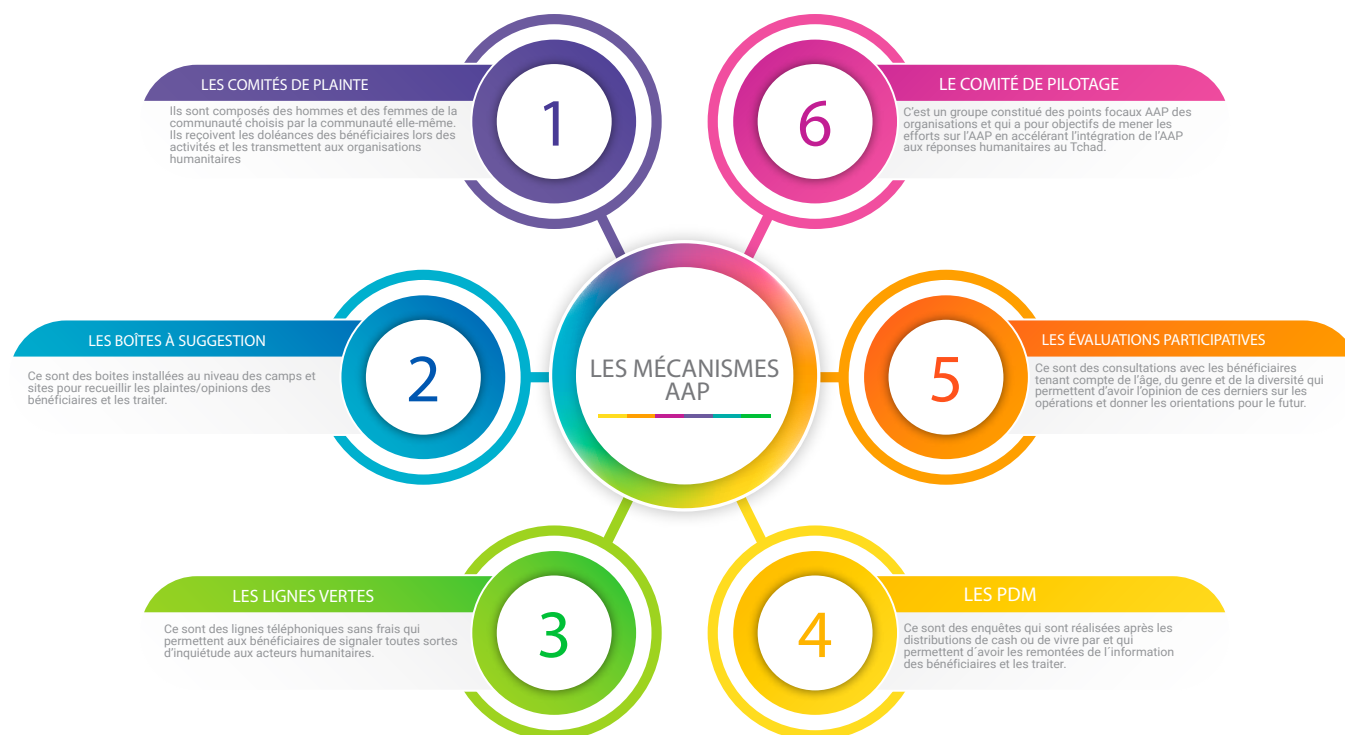 LES MÉCANISMES
AAP
1
LES COMITÉS DE PLAINTE
Ils sont composés des hommes et des femmes de la
communauté choisis par la communauté elle-même.
Ils reçoivent les doléances des bénéficiaires lors des
activités et les transmettent aux organisations
humanitaires
2
LES BOÎTES À SUGGESTION
Ce sont des boites installées au niveau des camps et
sites pour recueillir les plaintes/opinions des
bénéficiaires et les traiter.
3
LES LIGNES VERTES
Ce sont des lignes téléphoniques sans frais qui
permettent aux bénéficiaires de signaler toutes sortes
d'inquiétude aux acteurs humanitaires.
4
LES PDM
Ce sont des enquêtes qui sont réalisées après les
distributions de cash ou de vivre par et qui
permettent d´avoir les remontées de l´information
des bénéficiaires et les traiter.
5
LES ÉVALUATIONS PARTICIPATIVES
Ce sont des consultations avec les bénéficiaires
tenant compte de l'âge, du genre et de la diversité qui
permettent d'avoir l'opinion de ces derniers sur les
opérations et donner les orientations pour le futur.
6
LE COMITÉ DE PILOTAGE
C'est un groupe constitué des points focaux AAP des
organisations et qui a pour objectifs de mener les
efforts sur l'AAP en accélérant l'intégration de l'AAP
aux réponses humanitaires au Tchad.